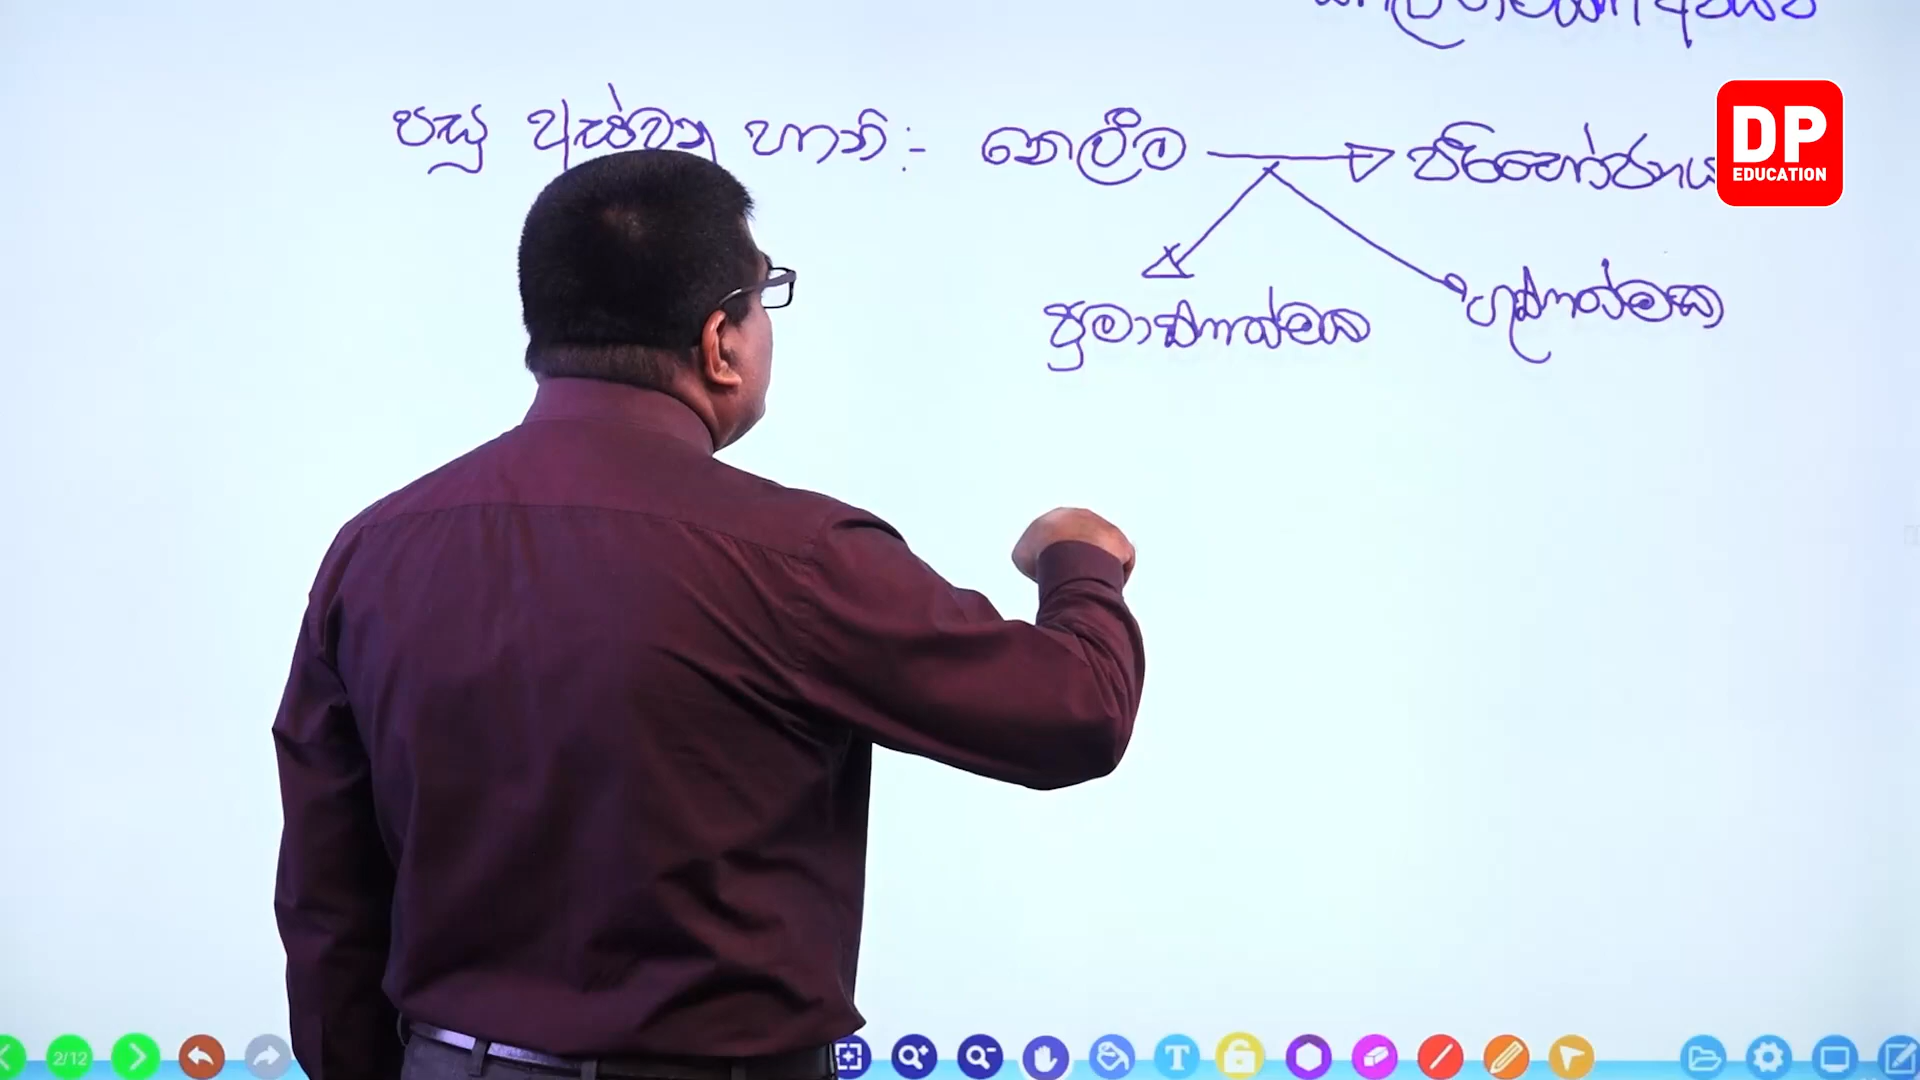 පසු අස්වනු හානි :- නෙලීම → පරිභෝජනය
ප්‍රමාණාත්මක
ගුණාත්මක
DP
EDUCATION
2/12
T